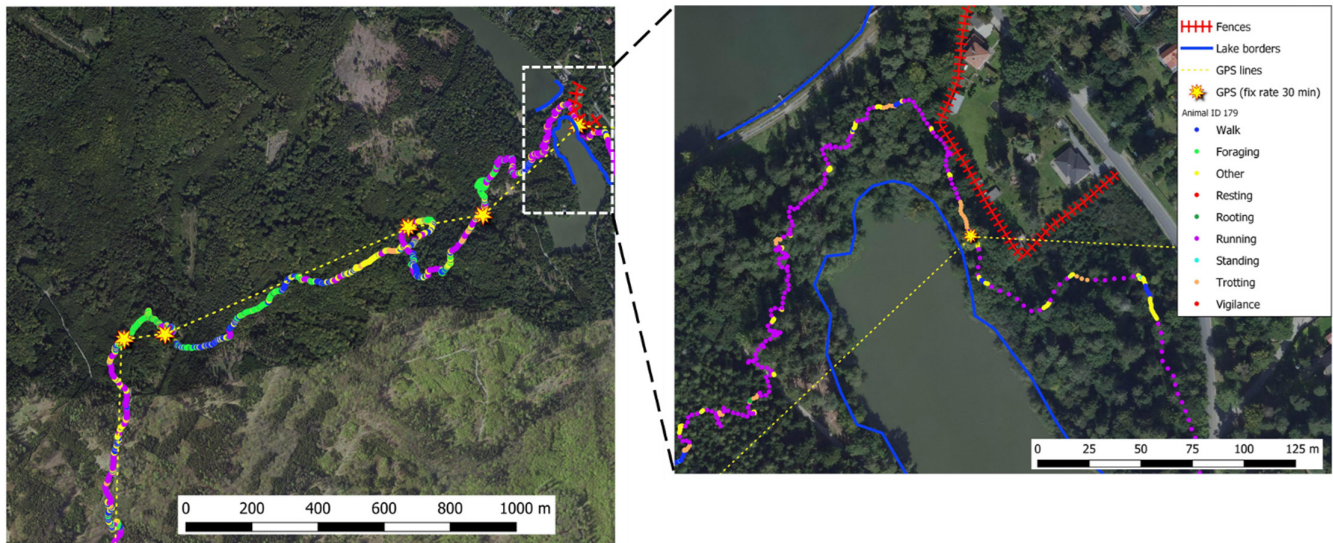 Fences
Lake borders
GPS lines
GPS (fix rate 30 min)
Animal ID 179
Walk
Foraging
Other
Resting
Rooting
Running
Standing
Trotting
Vigilance
0 200 400 600 800 1000 m
0 25 50 75 100 125 m